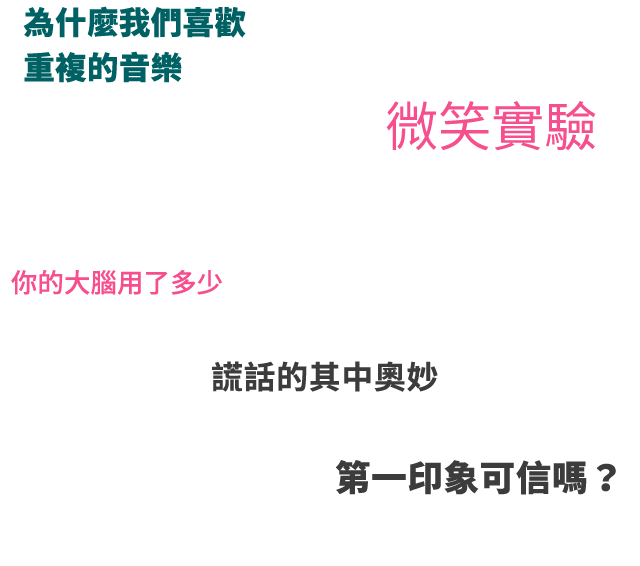 為什麼我們喜歡
重複的音樂
微笑實驗
你的大腦用了多少
謊話的其中奧妙
第一印象可信嗎？